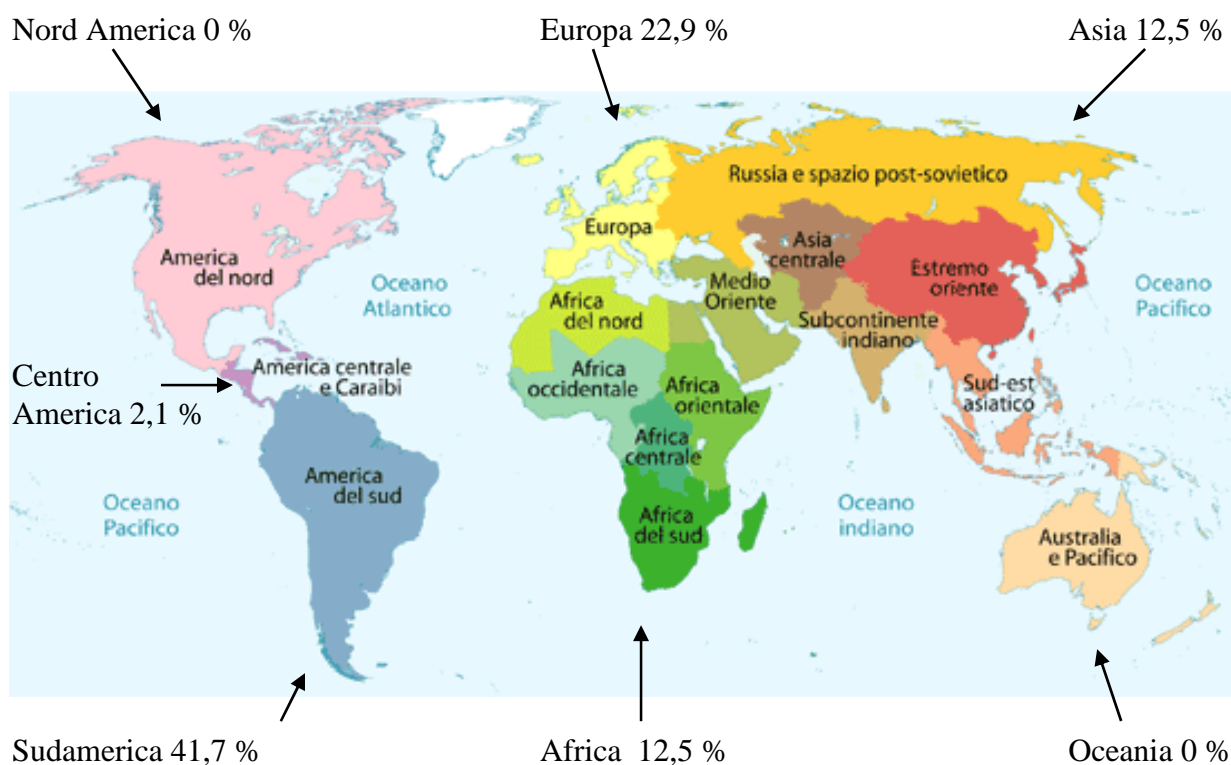 Nord America 0 %
Europa 22,9 %
Asia 12,5 %
Russia e spazio post-sovietico
Europa
Asia
centrale
America
del nord
Estremo
oriente
Oceano
Atlantico
Medio
Oriente
Oceano
Pacifico
Africa
del nord
Subcontinente
indiano
Centro
America 2,1 %
America centrale
e Caraibi
Africa
occidentale
Africa
orientale
Sud-est
asiatico
Africa
centrale
America
del sud
Oceano
Pacifico
Oceano
indiano
Africa
del sud
Australia
e Pacifico
Sudamerica 41,7 %
Africa  12,5 %
Oceania 0 %